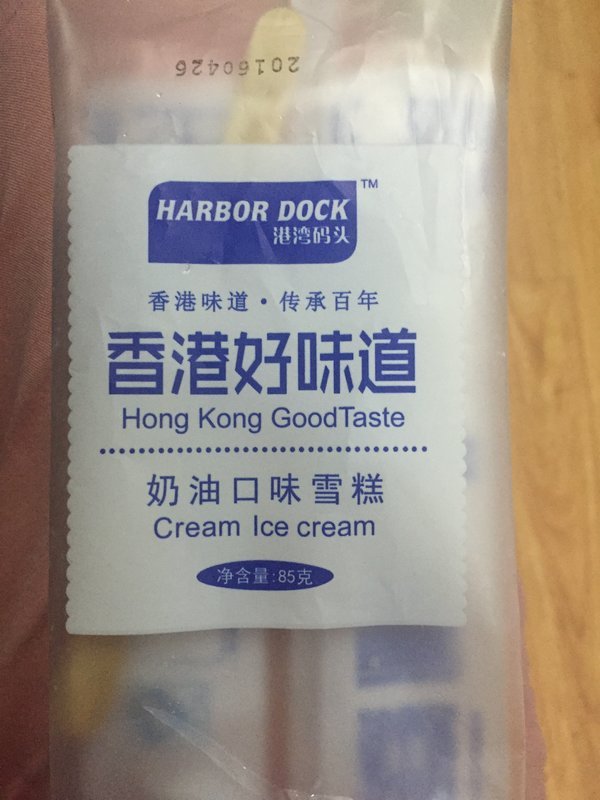 20160426
HARBOR DOCK TM
港湾码头
香港味道·传承百年
香港好味道
Hong Kong GoodTaste
奶油口味雪糕
Cream Ice cream
净含量:85克